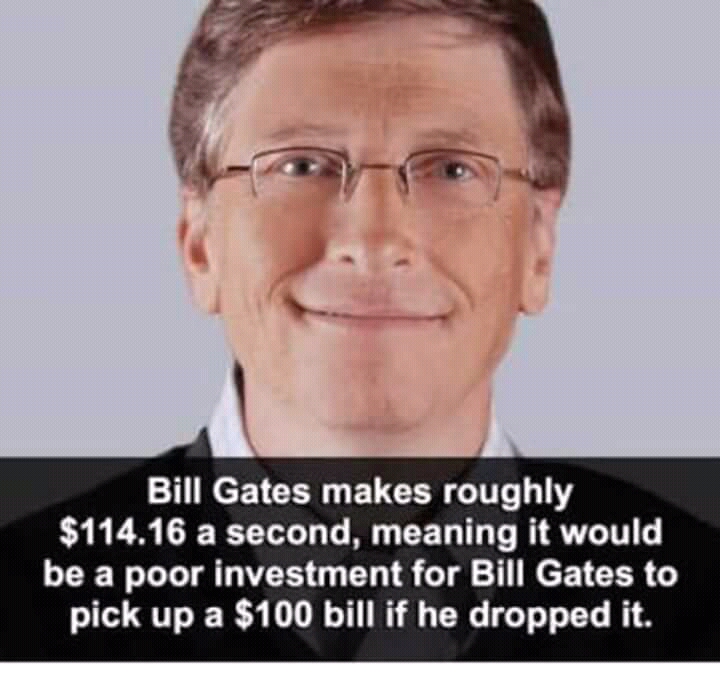 Bill Gates makes roughly
$114.16 a second, meaning it would
be a poor investment for Bill Gates to
pick up a $100 bill if he dropped it.